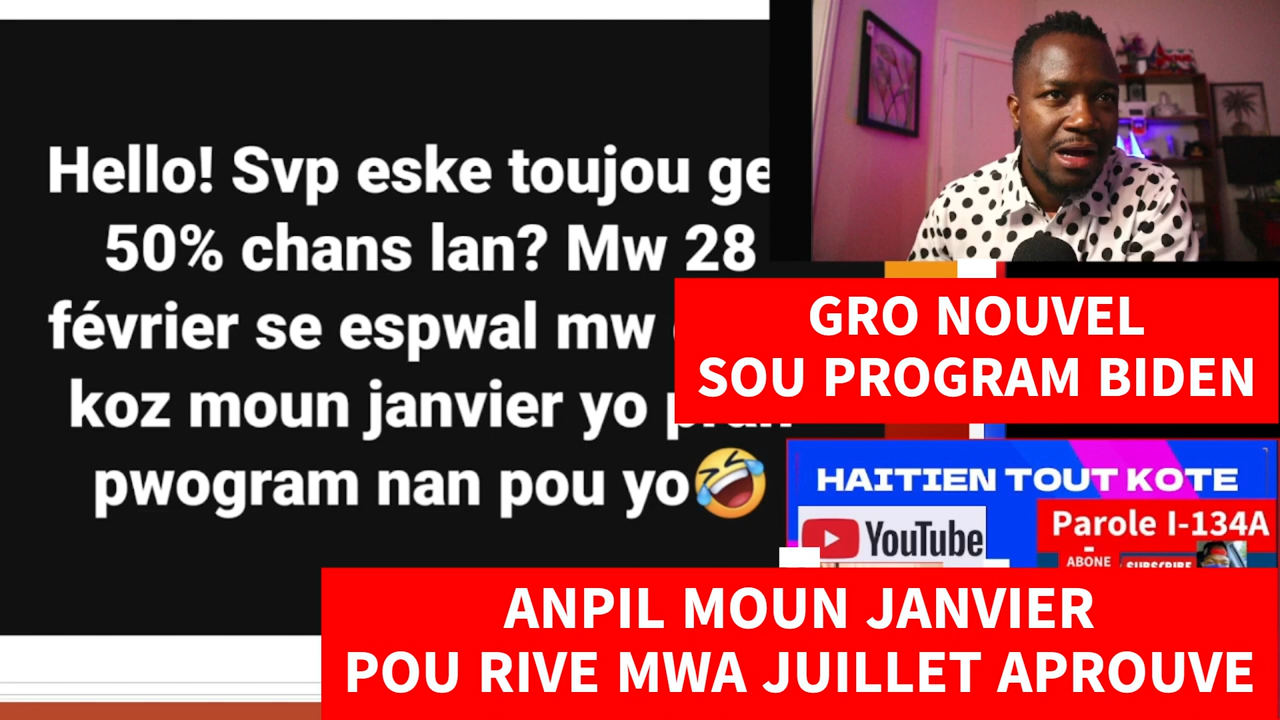 Hello! Svp eske toujou
50% chans lan? Mw 28
février se espwal mw
koz moun janvier yo
pwogram nan pou yo🤣
GRO NOUVEL
SOU PROGRAM BIDEN
HAITIEN TOUT KOTE
YouTube
Parole I-134A
ABONE
SUBSCRIBE
ANPIL MOUN JANVIER
POU RIVE MWA JUILLET APROUVE